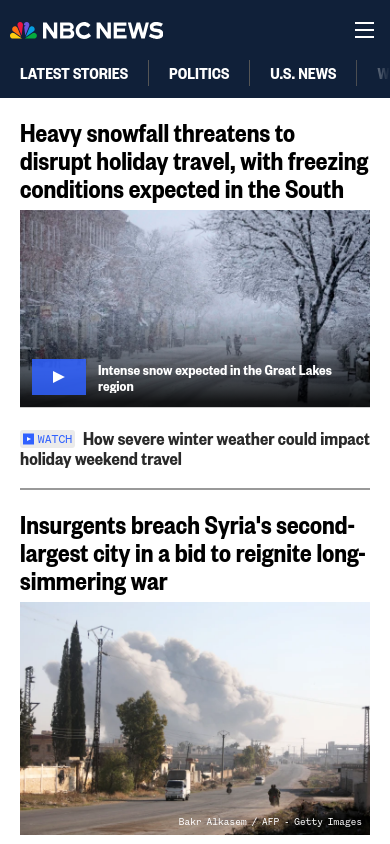 NBC NEWS
LATEST STORIES
POLITICS
U.S. NEWS
Heavy snowfall threatens to
disrupt holiday travel, with freezing
conditions expected in the South
Intense snow expected in the Great Lakes
region
WATCH How severe winter weather could impact
holiday weekend travel
Insurgents breach Syria's second-
largest city in a bid to reignite long-
simmering war
Bakr Alkasem / AFP - Getty Images